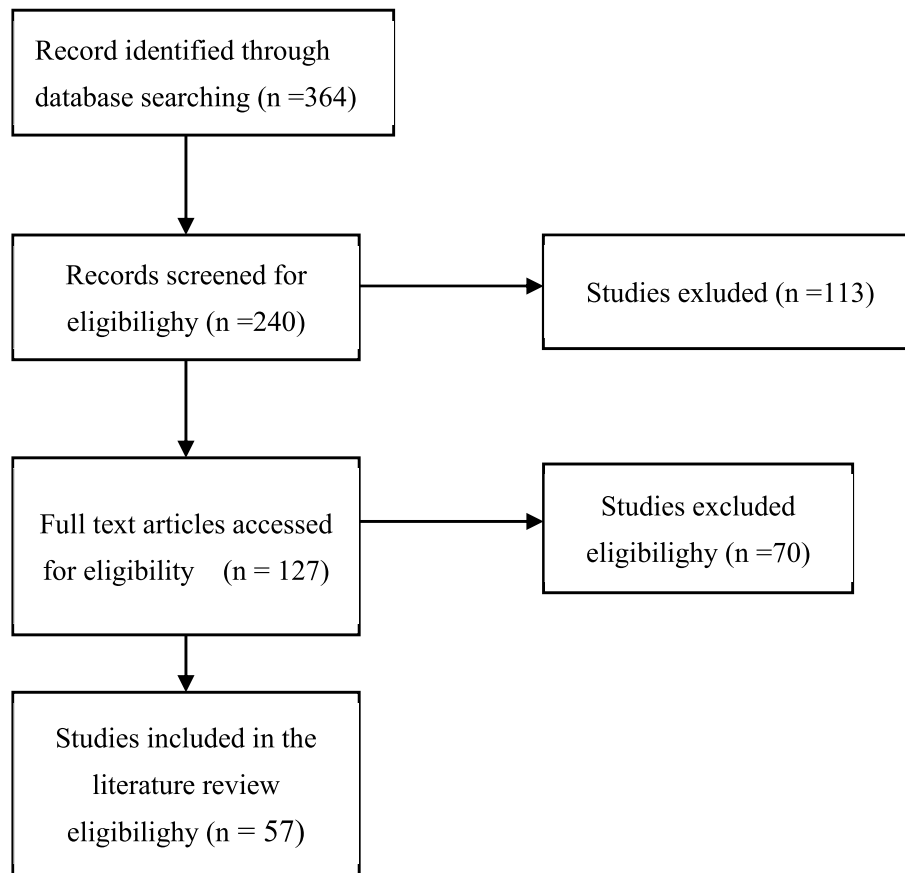 Record identified through
database searching (n =364)
Records screened for
eligibilighy (n =240)
Studies exluded (n =113)
Full text articles accessed
for eligibility (n = 127)
Studies excluded
eligibilighy (n =70)
Studies included in the
literature review
eligibilighy (n = 57)